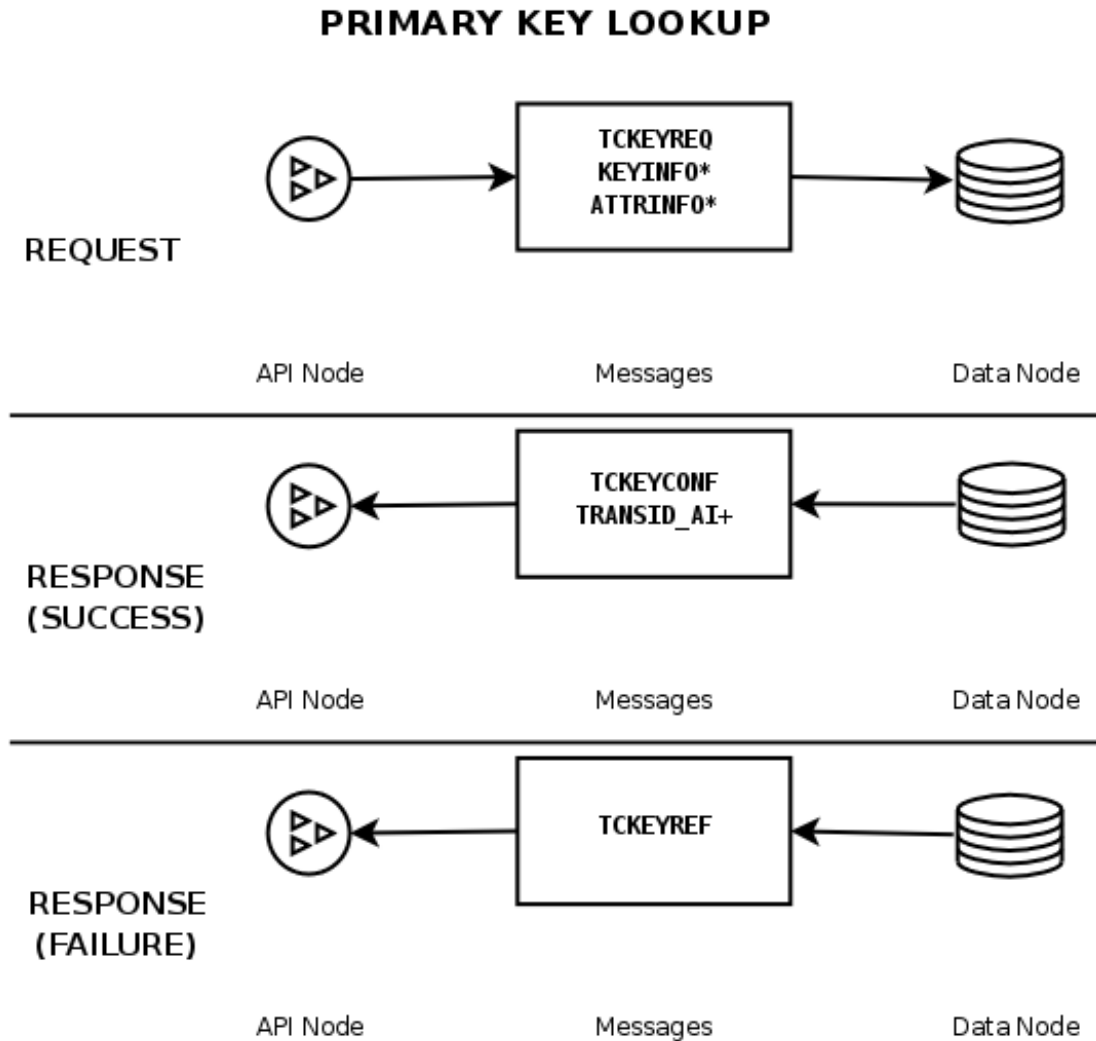 PRIMARY KEY LOOKUP
TCKEYREQ
KEYINFO*
ATTRINFO*
REQUEST
API Node
Messages
Data Node
TCKEYCONF
TRANSID_AI+
RESPONSE
(SUCCESS)
API Node
Messages
Data Node
TCKEYREF
RESPONSE
(FAILURE)
API Node
Messages
Data Node